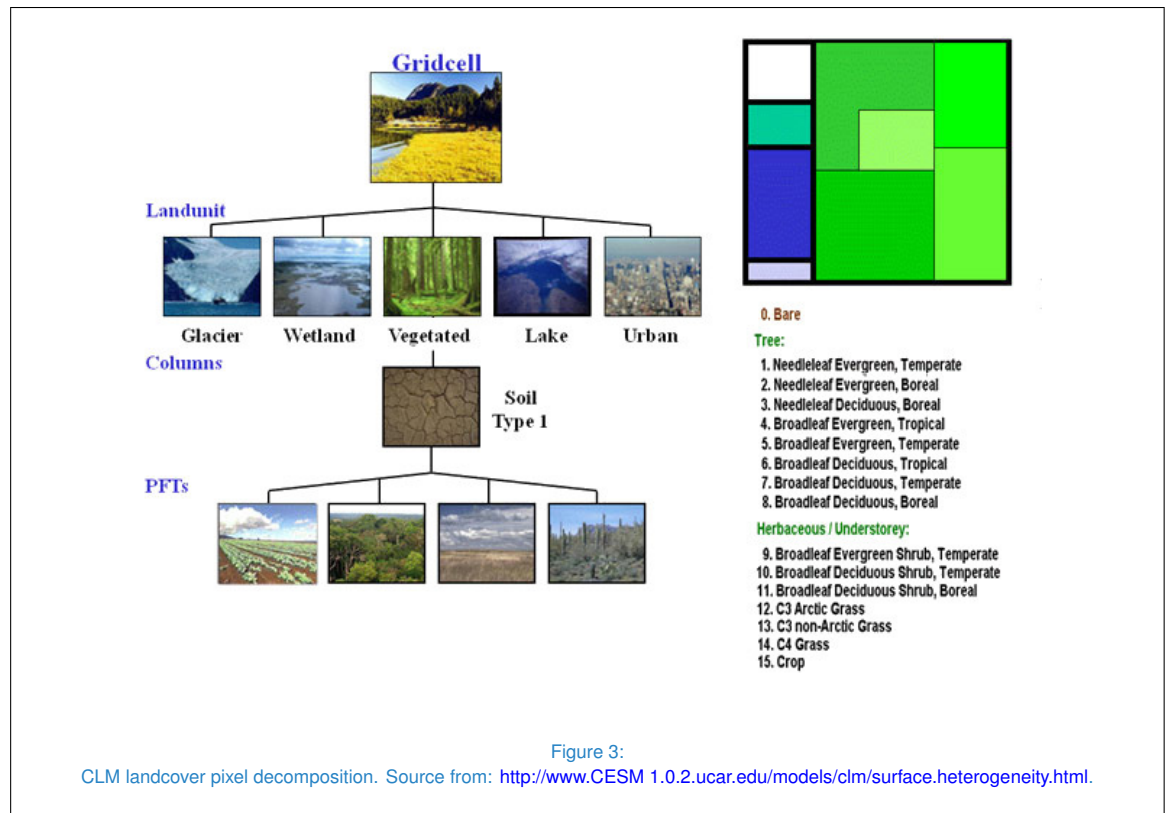 Gridcell
Landunit
Glacier
Wetland
Vegetated
Lake
Urban
Columns
Soil
Type 1
PFTs
0. Bare
Tree:
1. Needleleaf Evergreen, Temperate
2. Needleleaf Evergreen, Boreal
3. Needleleaf Deciduous, Boreal
4. Broadleaf Evergreen, Tropical
5. Broadleaf Evergreen, Temperate
6. Broadleaf Deciduous, Tropical
7. Broadleaf Deciduous, Temperate
8. Broadleaf Deciduous, Boreal
Herbaceous / Understorey:
9. Broadleaf Evergreen Shrub, Temperate
10. Broadleaf Deciduous Shrub, Temperate
11. Broadleaf Deciduous Shrub, Boreal
12. C3 Arctic Grass
13. C3 non-Arctic Grass
14. C4 Grass
15. Crop
Figure 3:
CLM landcover pixel decomposition. Source from: http://www.CESM 1.0.2.ucar.edu/models/clm/surface.heterogeneity.html.